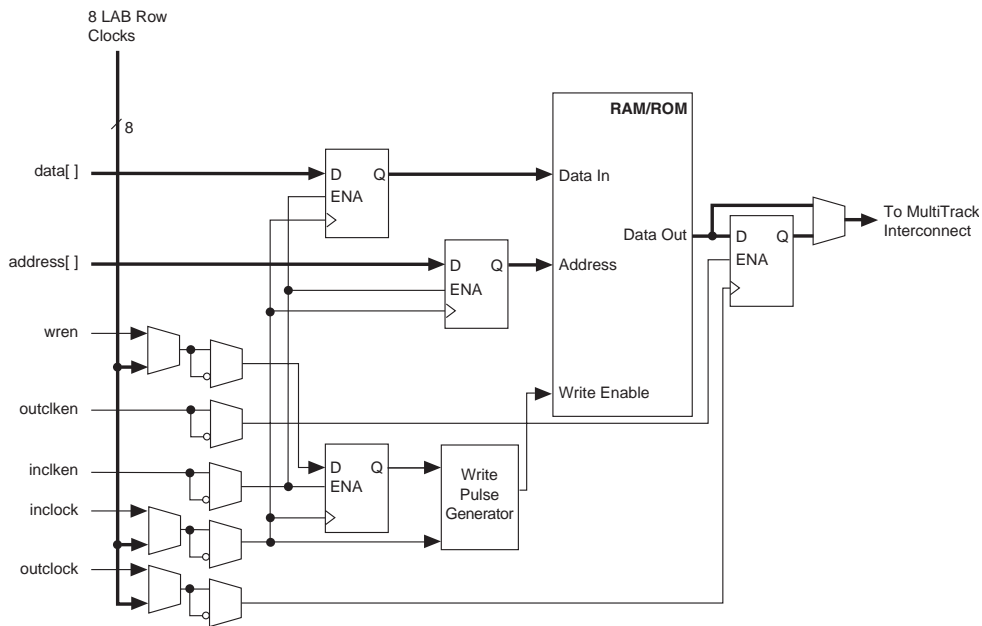 8 LAB Row
Clocks
8
RAM/ROM
data[ ]
D Q
ENA
Data In
Data Out
To MultiTrack
Interconnect
D Q
ENA
address[ ]
D Q
ENA
Address
wren
Write Enable
outclken
inclken
D Q
ENA
Write
Pulse
Generator
inclock
outclock